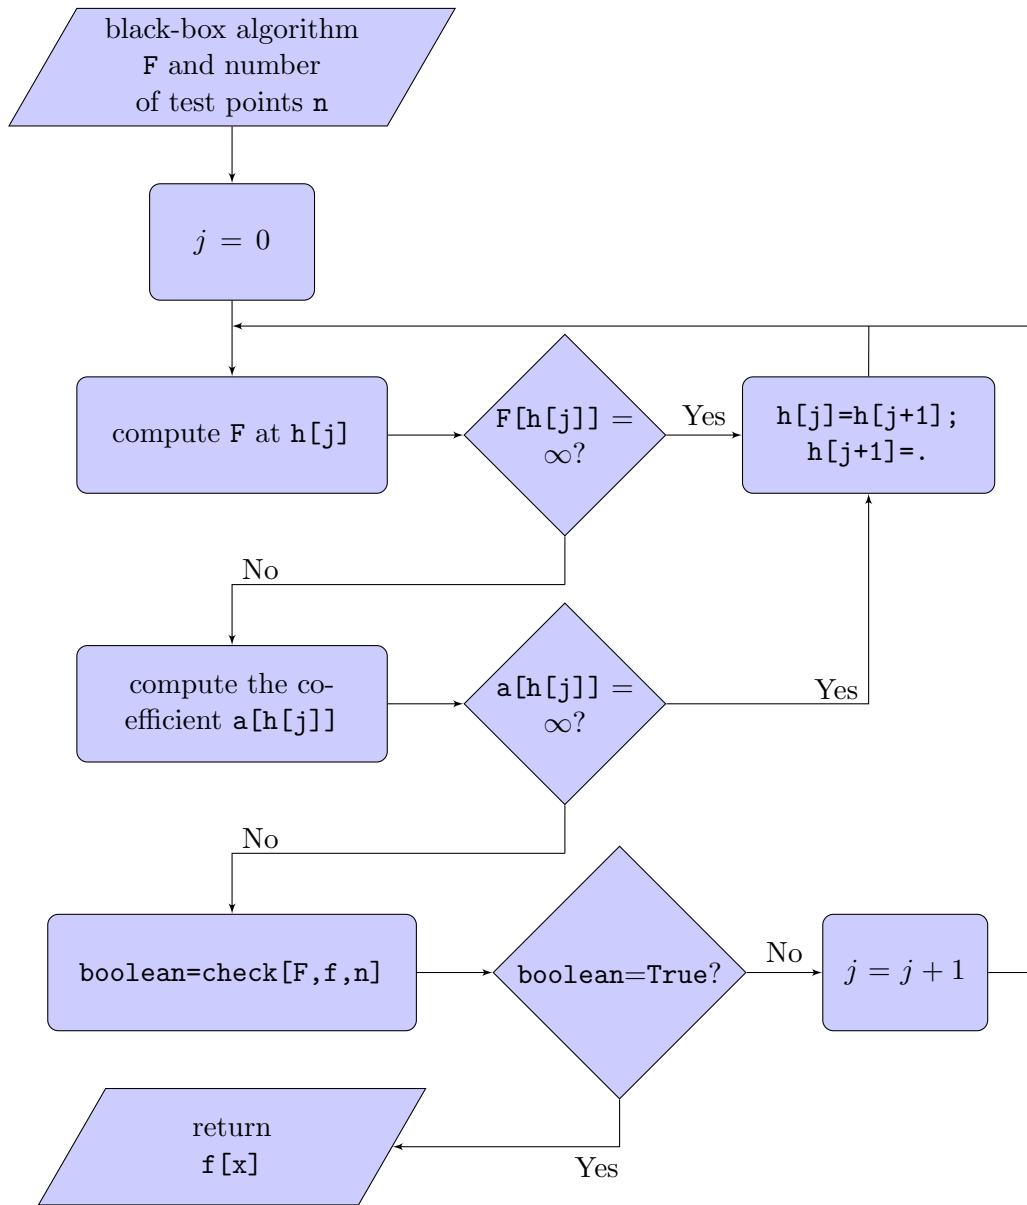 black-box algorithm
F and number
of test points n
j = 0
compute F at h[j]
F[h[j]] =
∞?
Yes
h[j]=h[j+1];
h[j+1]=.
No
compute the co-
efficient a[h[j]]
a[h[j]] =
∞?
Yes
No
boolean=check[F,f,n]
boolean=True?
No
j = j + 1
Yes
return
f[x]